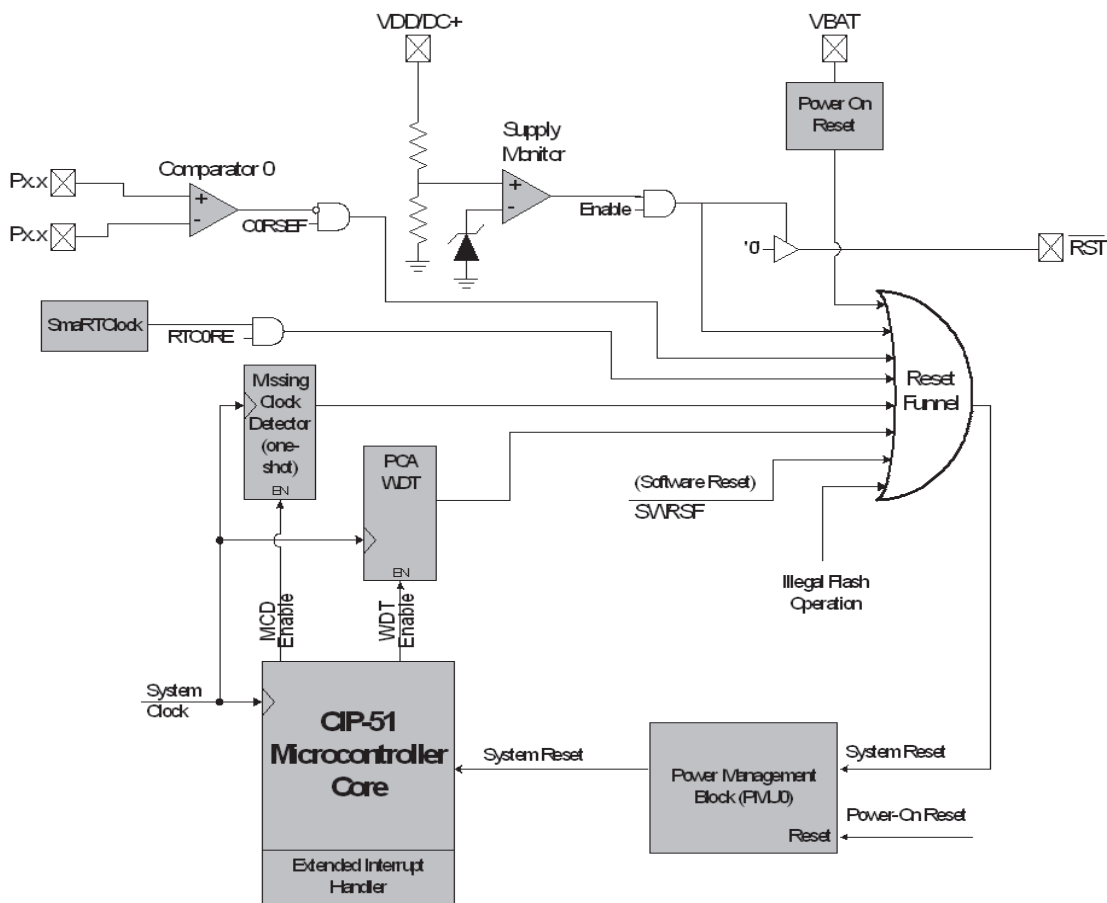 VDD/DC+
VBAT
Power On
Reset
Supply
Monitor
Comparator 0
Px.x
+
-
Px.x
C0RSEF
+
-
Enable
'0'
RST
SmaRTClock
RTC0RE
Missing
Clock
Detector
(one-
shot)
EN
PCA
WDT
EN
Reset
Funnel
(Software Reset)
SWRSF
Illegal Flash
Operation
MCD
Enable
WDT
Enable
System
Clock
CIP-51
Microcontroller
Core
Extended Interrupt
Handler
System Reset
Power Management
Block (PMU0)
Reset
System Reset
Power-On Reset